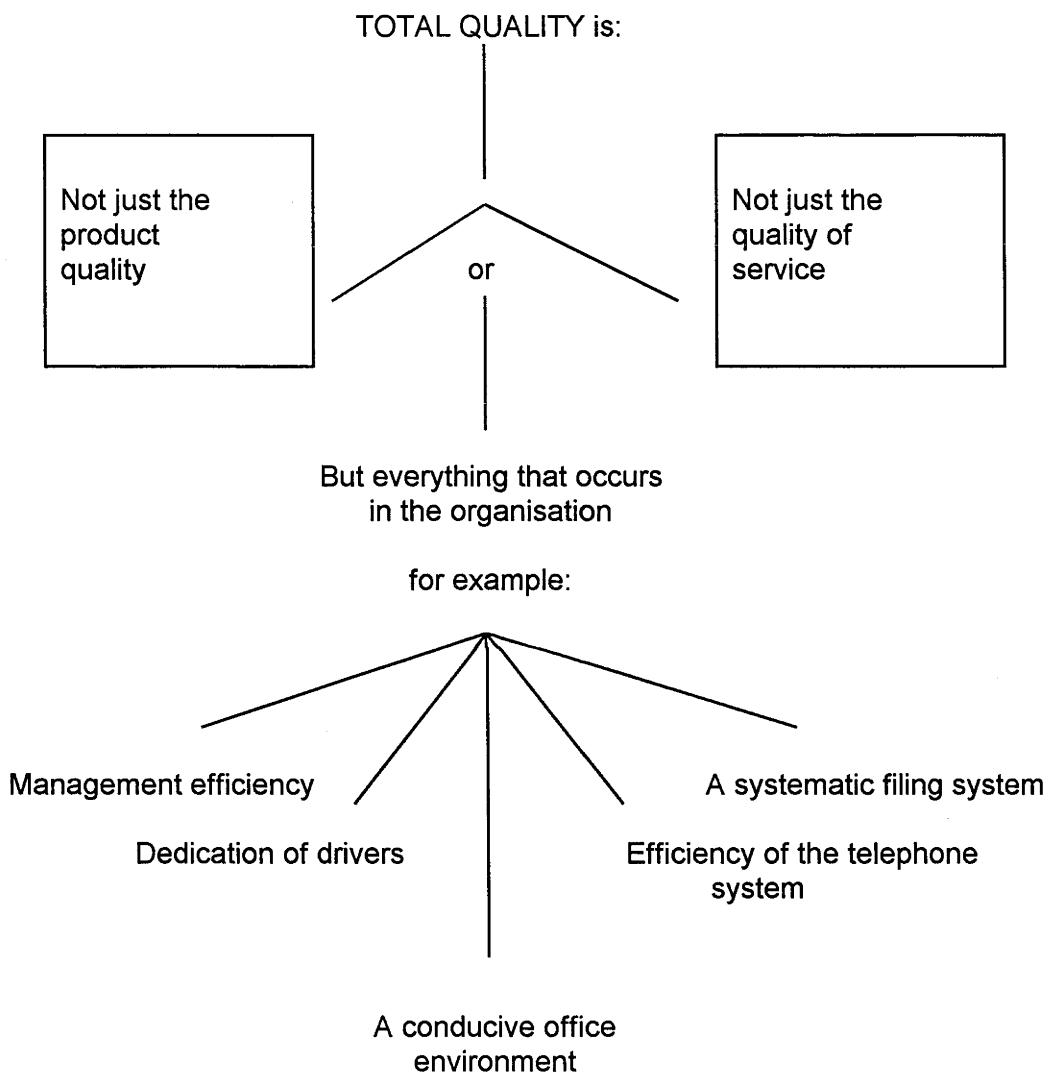 TOTAL QUALITY is:
Not just the
product
quality
or
Not just the
quality of
service
But everything that occurs
in the organisation
for example:
Management efficiency
A systematic filing system
Dedication of drivers
Efficiency of the telephone
system
A conducive office
environment